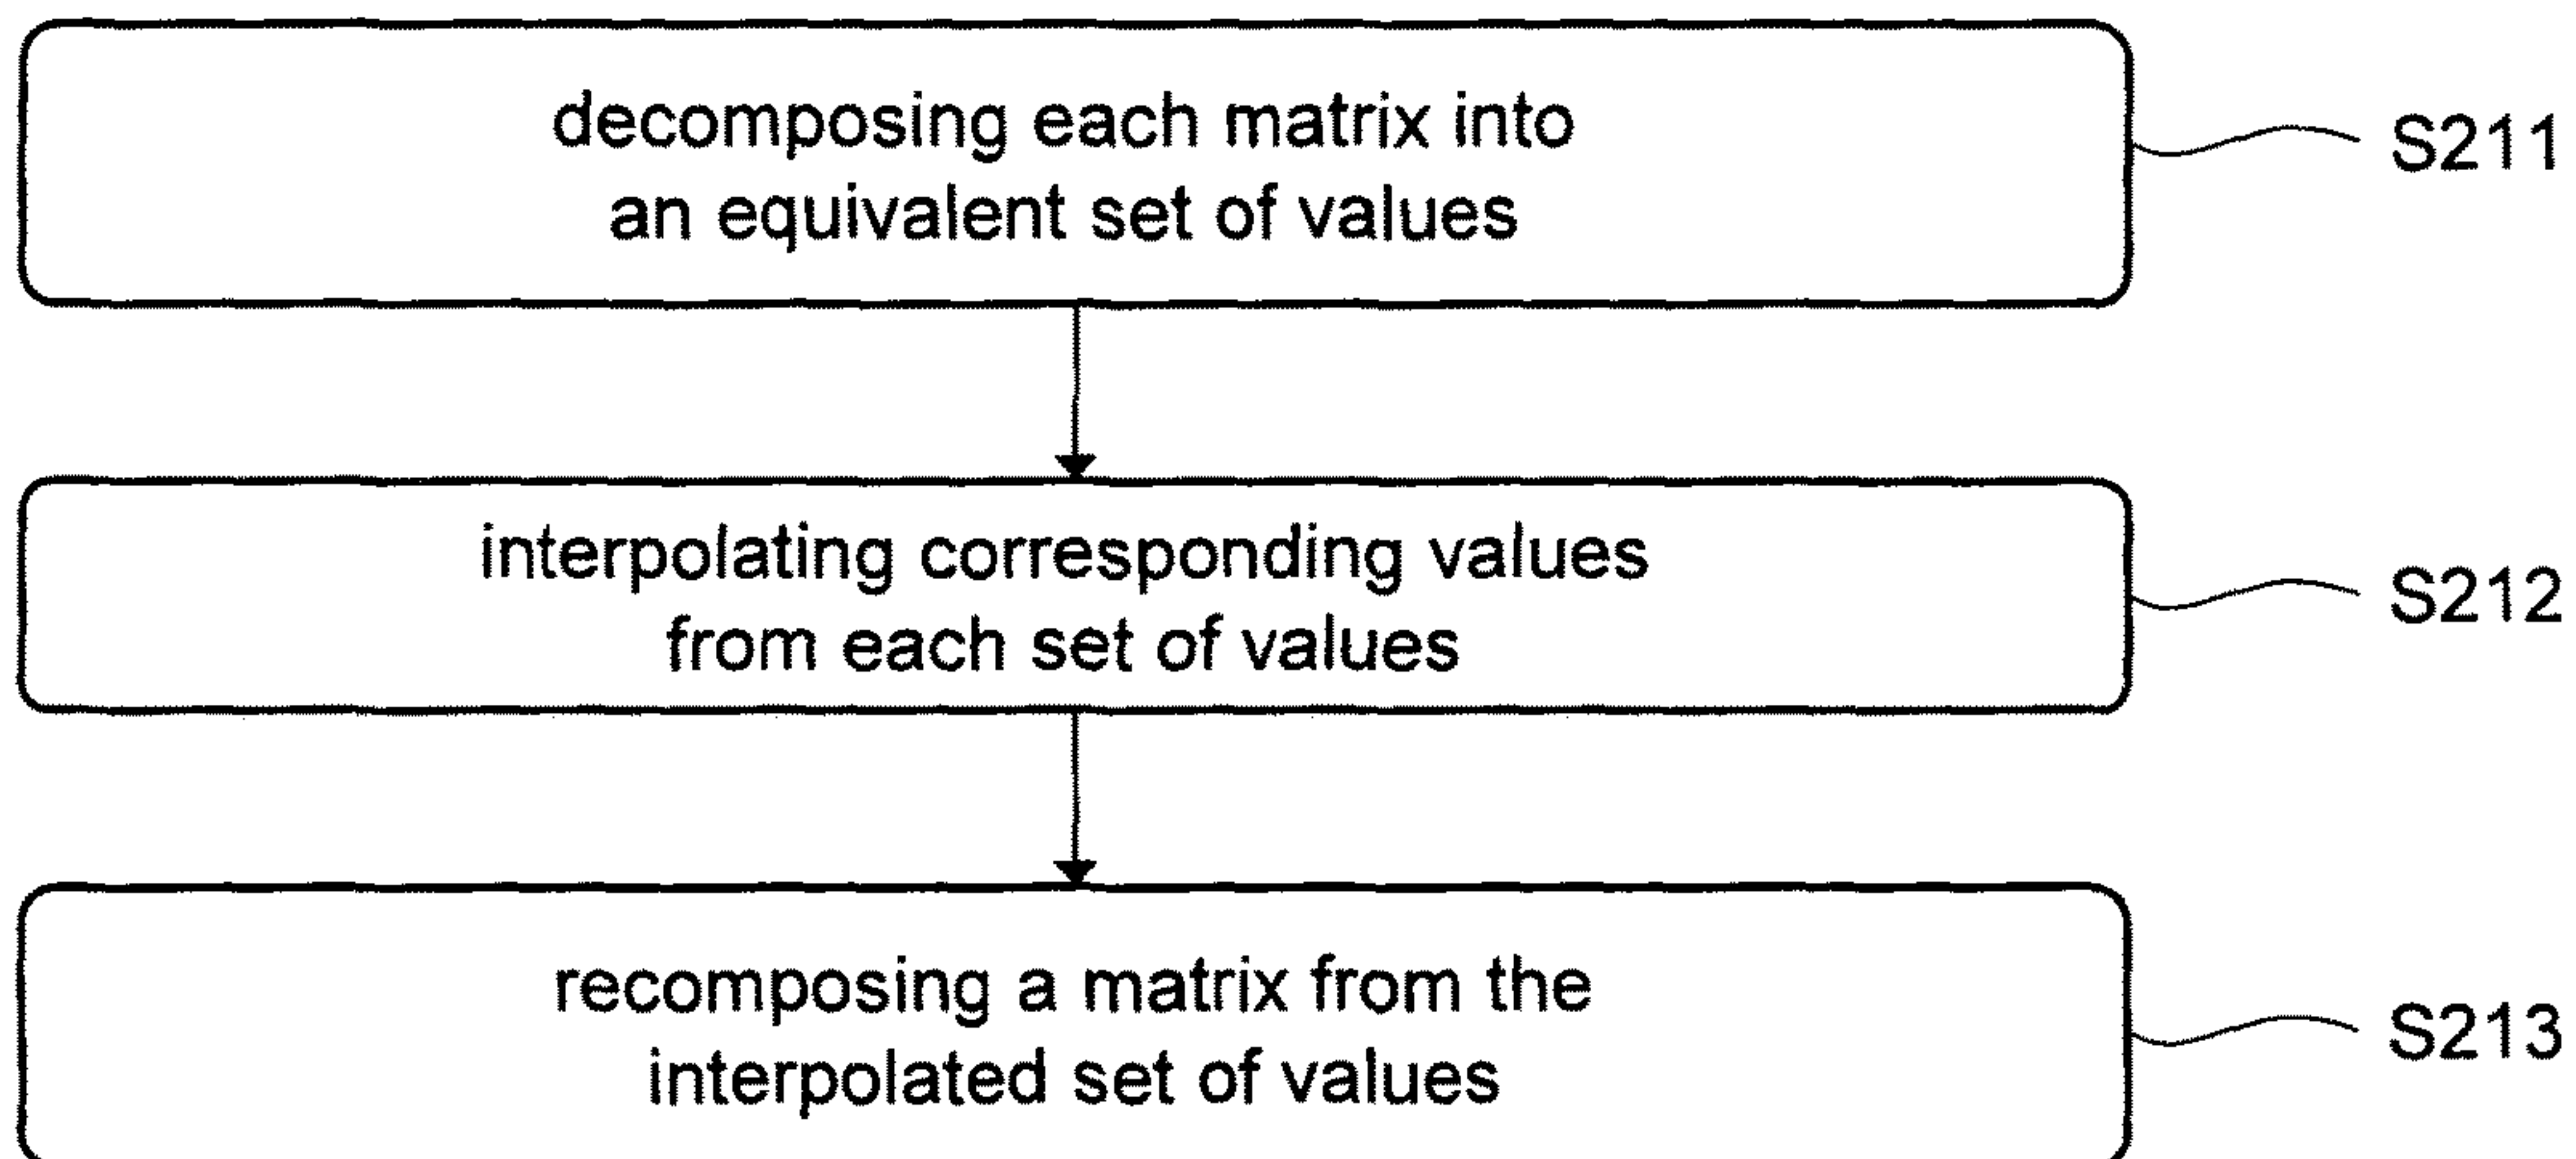 decomposing each matrix into
an equivalent set of values
S211
interpolating corresponding values
from each set of values
S212
recomposing a matrix from the
interpolated set of values
S213